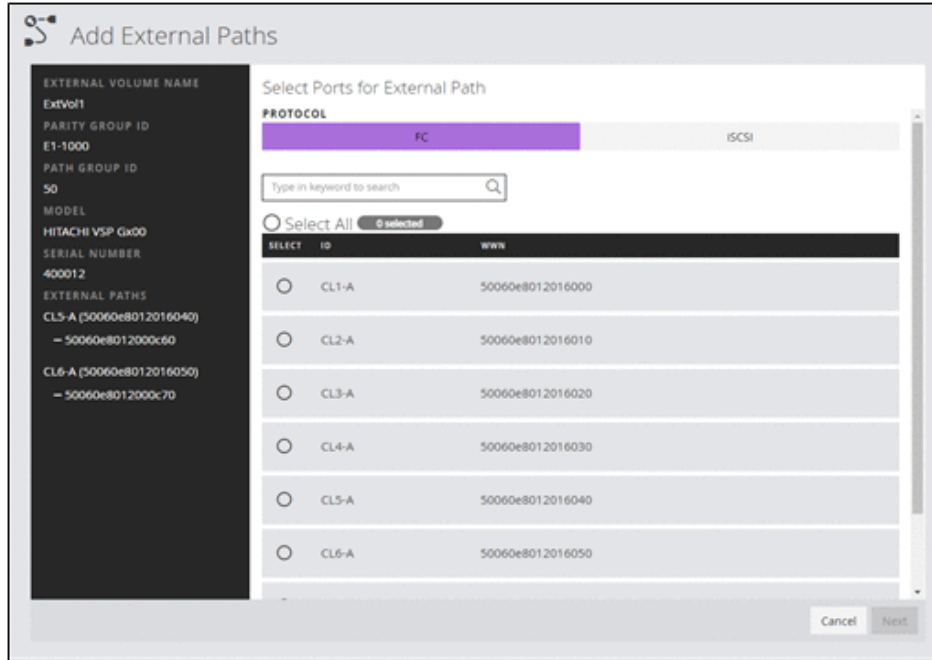 Add External Paths
EXTERNAL VOLUME NAME
ExtVol1
PARITY GROUP ID
E1-1000
PATH GROUP ID
50
MODEL
HITACHI VSP Gx00
SERIAL NUMBER
400012
EXTERNAL PATHS
CL5-A (50060e8012016040)
– 50060e8012000c60
CL6-A (50060e8012016050)
– 50060e8012000c70
Select Ports for External Path
PROTOCOL
FC iSCSI
Type in keyword to search
Select All 0 selected
SELECT ID WWN
CL1-A 50060e8012016000
CL2-A 50060e8012016010
CL3-A 50060e8012016020
CL4-A 50060e8012016030
CL5-A 50060e8012016040
CL6-A 50060e8012016050
Cancel Next